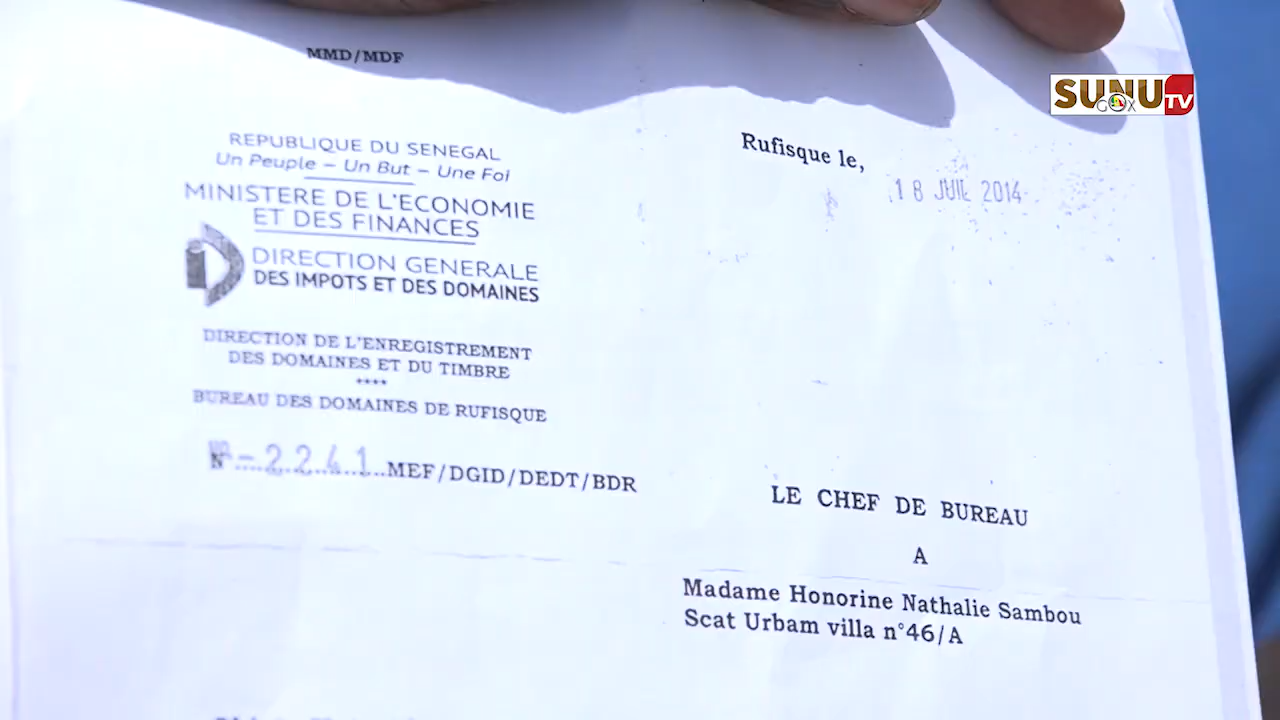 MMD/MDF
SUNU
GOX
TV
REPUBLIQUE DU SENEGAL
Un Peuple – Un But – Une Foi
MINISTERE DE L'ECONOMIE
ET DES FINANCES
DIRECTION GENERALE
DES IMPOTS ET DES DOMAINES
DIRECTION DE L'ENREGISTREMENT
DES DOMAINES ET DU TIMBRE
****
BUREAU DES DOMAINES DE RUFISQUE
N° -2241 MEF/DGID/DEDT/BDR
Rufisque le,
18 JUIL 2014
LE CHEF DE BUREAU
A
Madame Honorine Nathalie Sambou
Scat Urbam villa n°46/A